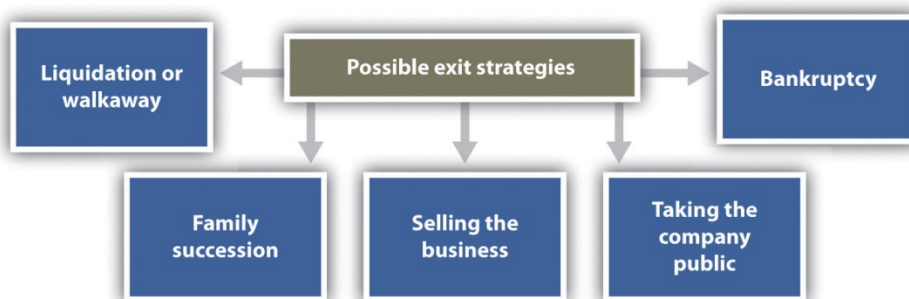 Possible exit strategies
Liquidation or
walkaway
Bankruptcy
Family
succession
Selling the
business
Taking the
company
public